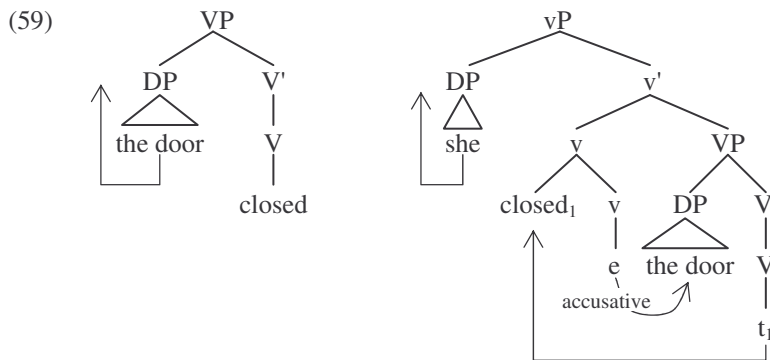 (59)
VP vP
DP V' DP v'
the door V she v VP
closed closed₁ v DP V
e the door V
accusative
t₁